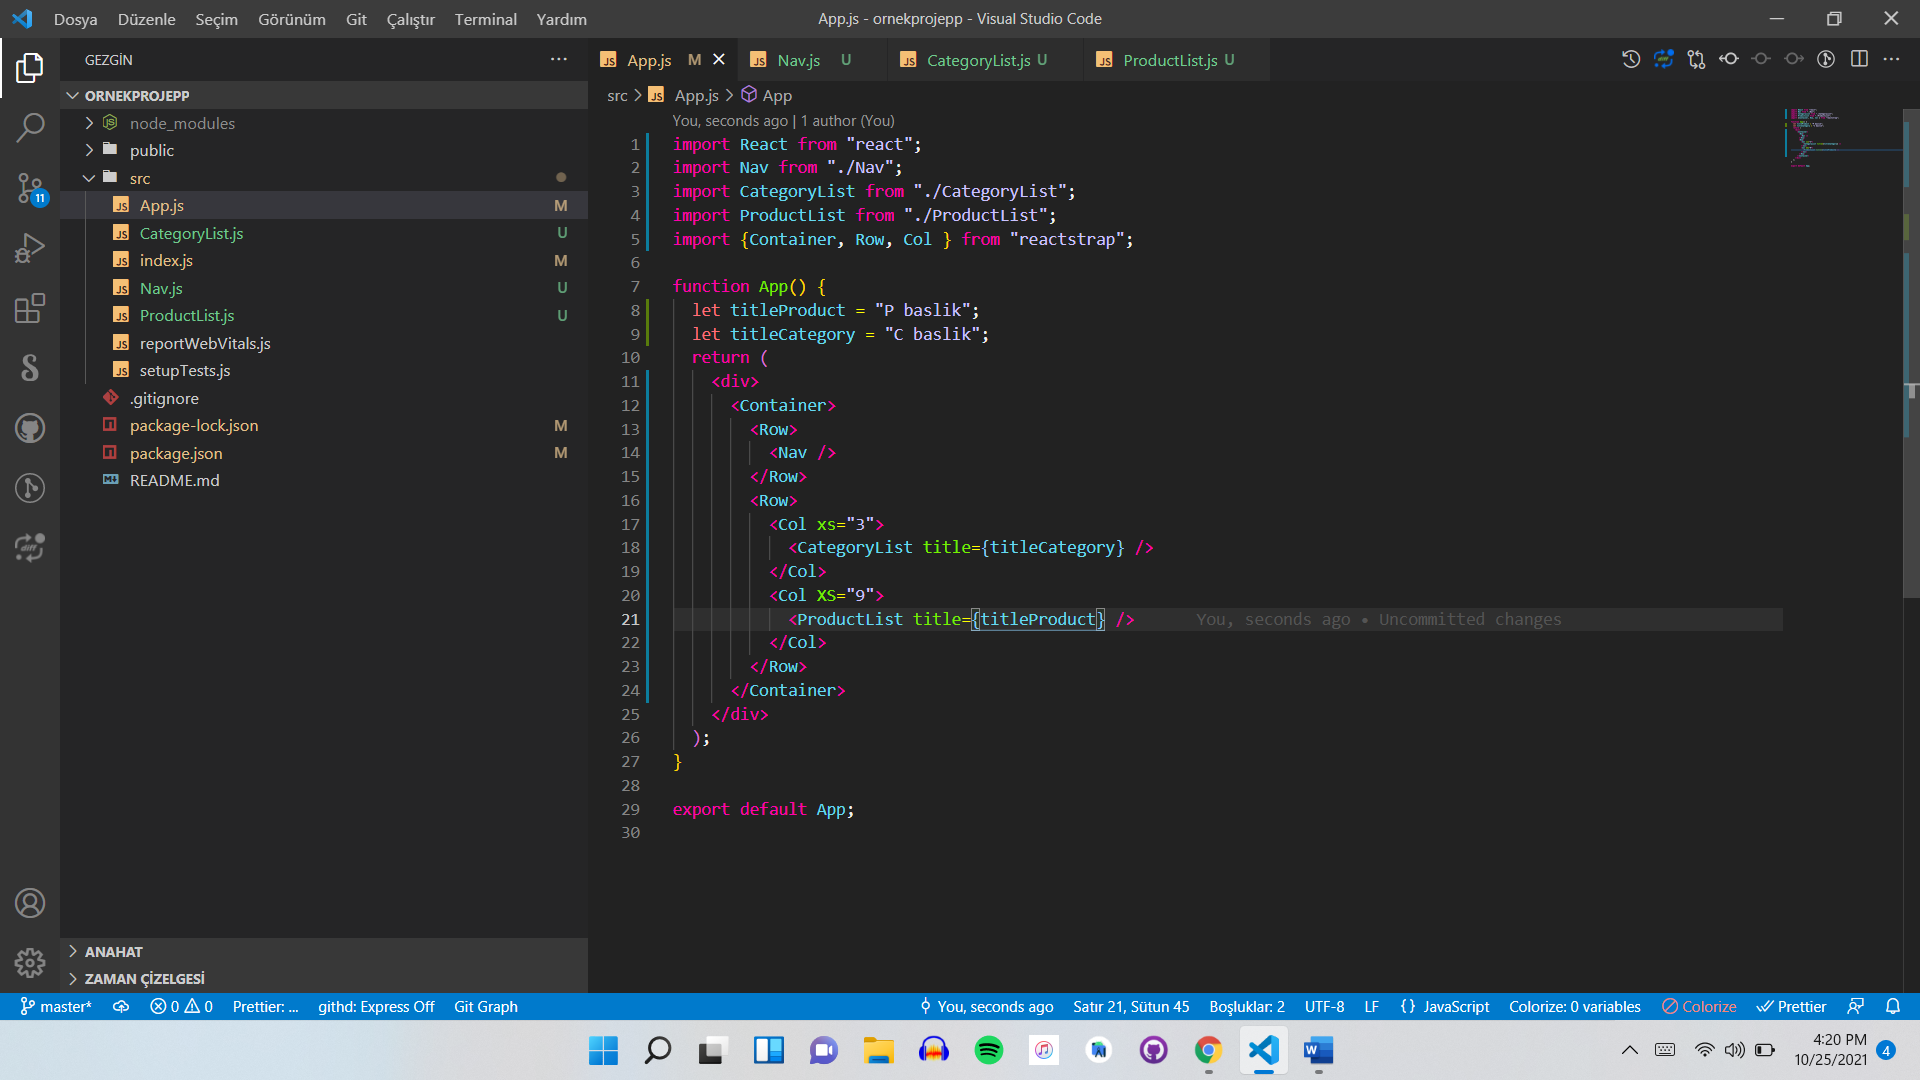 Dosya Düzenle Seçim Görünüm Git Çalıştır Terminal Yardım
App.js - ornekprojepp - Visual Studio Code
GEZGİN
ORNEKPROJEPP
node_modules
public
src
App.js M
CategoryList.js U
index.js M
Nav.js U
ProductList.js U
reportWebVitals.js
setupTests.js
.gitignore
package-lock.json M
package.json M
README.md
11
ANAHAT
ZAMAN ÇİZELGESİ
App.js M
Nav.js U
CategoryList.js U
ProductList.js U
src > App.js > App
You, seconds ago | 1 author (You)
1 import React from "react";
2 import Nav from "./Nav";
3 import CategoryList from "./CategoryList";
4 import ProductList from "./ProductList";
5 import {Container, Row, Col } from "reactstrap";
6
7 function App() {
8 let titleProduct = "P baslik";
9 let titleCategory = "C baslik";
10 return (
11 <div>
12 <Container>
13 <Row>
14 <Nav />
15 </Row>
16 <Row>
17 <Col xs="3">
18 <CategoryList title={titleCategory} />
19 </Col>
20 <Col XS="9">
21 <ProductList title={titleProduct} /> You, seconds ago • Uncommitted changes
22 </Col>
23 </Row>
24 </Container>
25 </div>
26 );
27 }
28
29 export default App;
30
master* 0 0 Prettier: ... githd: Express Off Git Graph
You, seconds ago Satır 21, Sütun 45 Boşluklar: 2 UTF-8 LF {} JavaScript Colorize: 0 variables Colorize Prettier
4:20 PM
10/25/2021
4